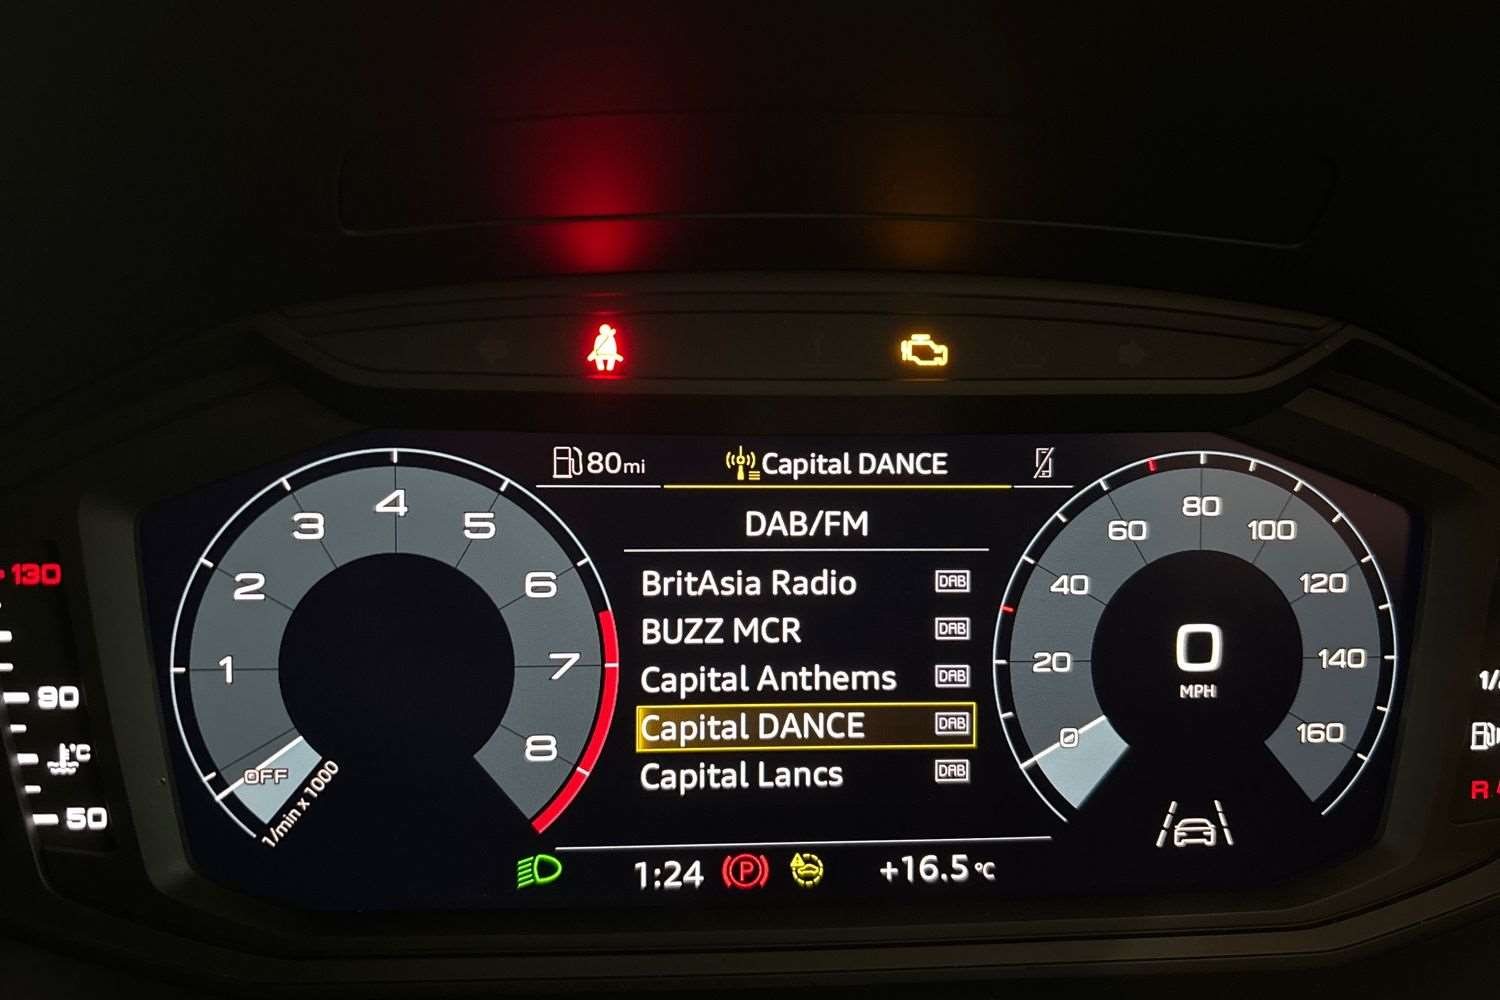 80mi
Capital DANCE
DAB/FM
BritAsia Radio DAB
BUZZ MCR DAB
Capital Anthems DAB
Capital DANCE DAB
Capital Lancs DAB
1:24 P +16.5 °C
OFF 1 2 3 4 5 6 7 8
1/min x 1000
0 20 40 60 80 100 120 140 160
0
MPH
130
90
°C
50
R